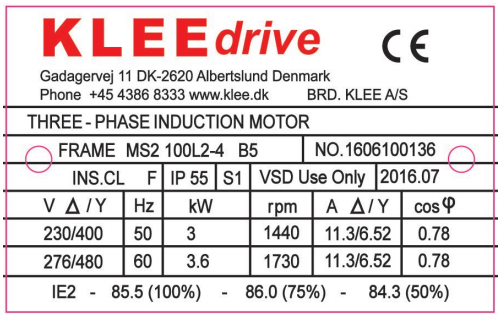 KLEEdrive CE
Gadagervej 11 DK-2620 Albertslund Denmark
Phone +45 4386 8333 www.klee.dk BRD. KLEE A/S
THREE - PHASE INDUCTION MOTOR
FRAME MS2 100L2-4 B5 NO.1606100136
INS.CL F IP 55 S1 VSD Use Only 2016.07
V Δ / Y Hz kW rpm A Δ / Y cosφ
230/400 50 3 1440 11.3/6.52 0.78
276/480 60 3.6 1730 11.3/6.52 0.78
IE2 - 85.5 (100%) - 86.0 (75%) - 84.3 (50%)